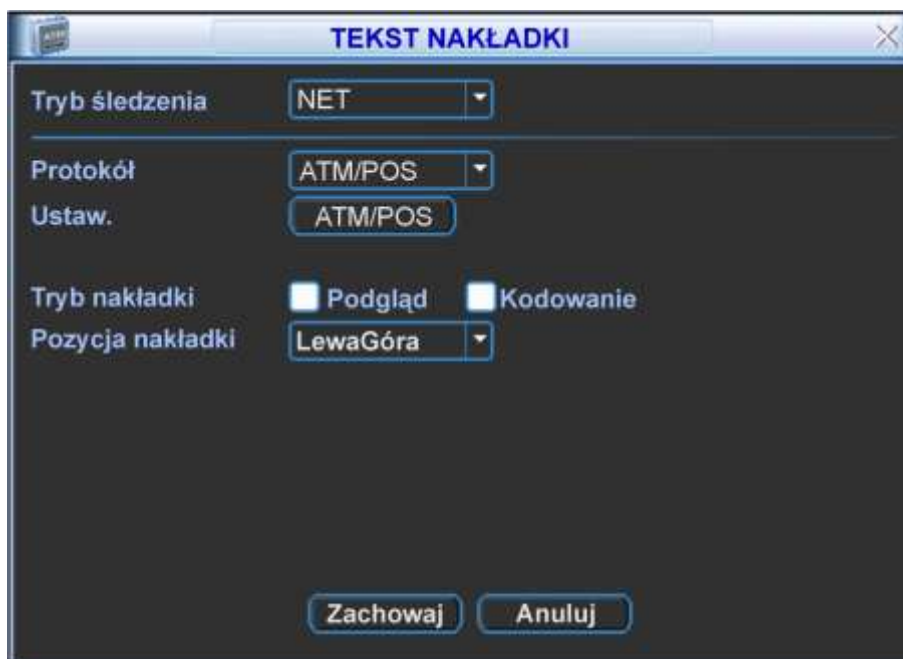 TEKST NAKŁADKI
Tryb śledzenia NET
Protokół ATM/POS
Ustaw. ATM/POS
Tryb nakładki Podgląd Kodowanie
Pozycja nakładki LewaGóra
Zachowaj Anuluj